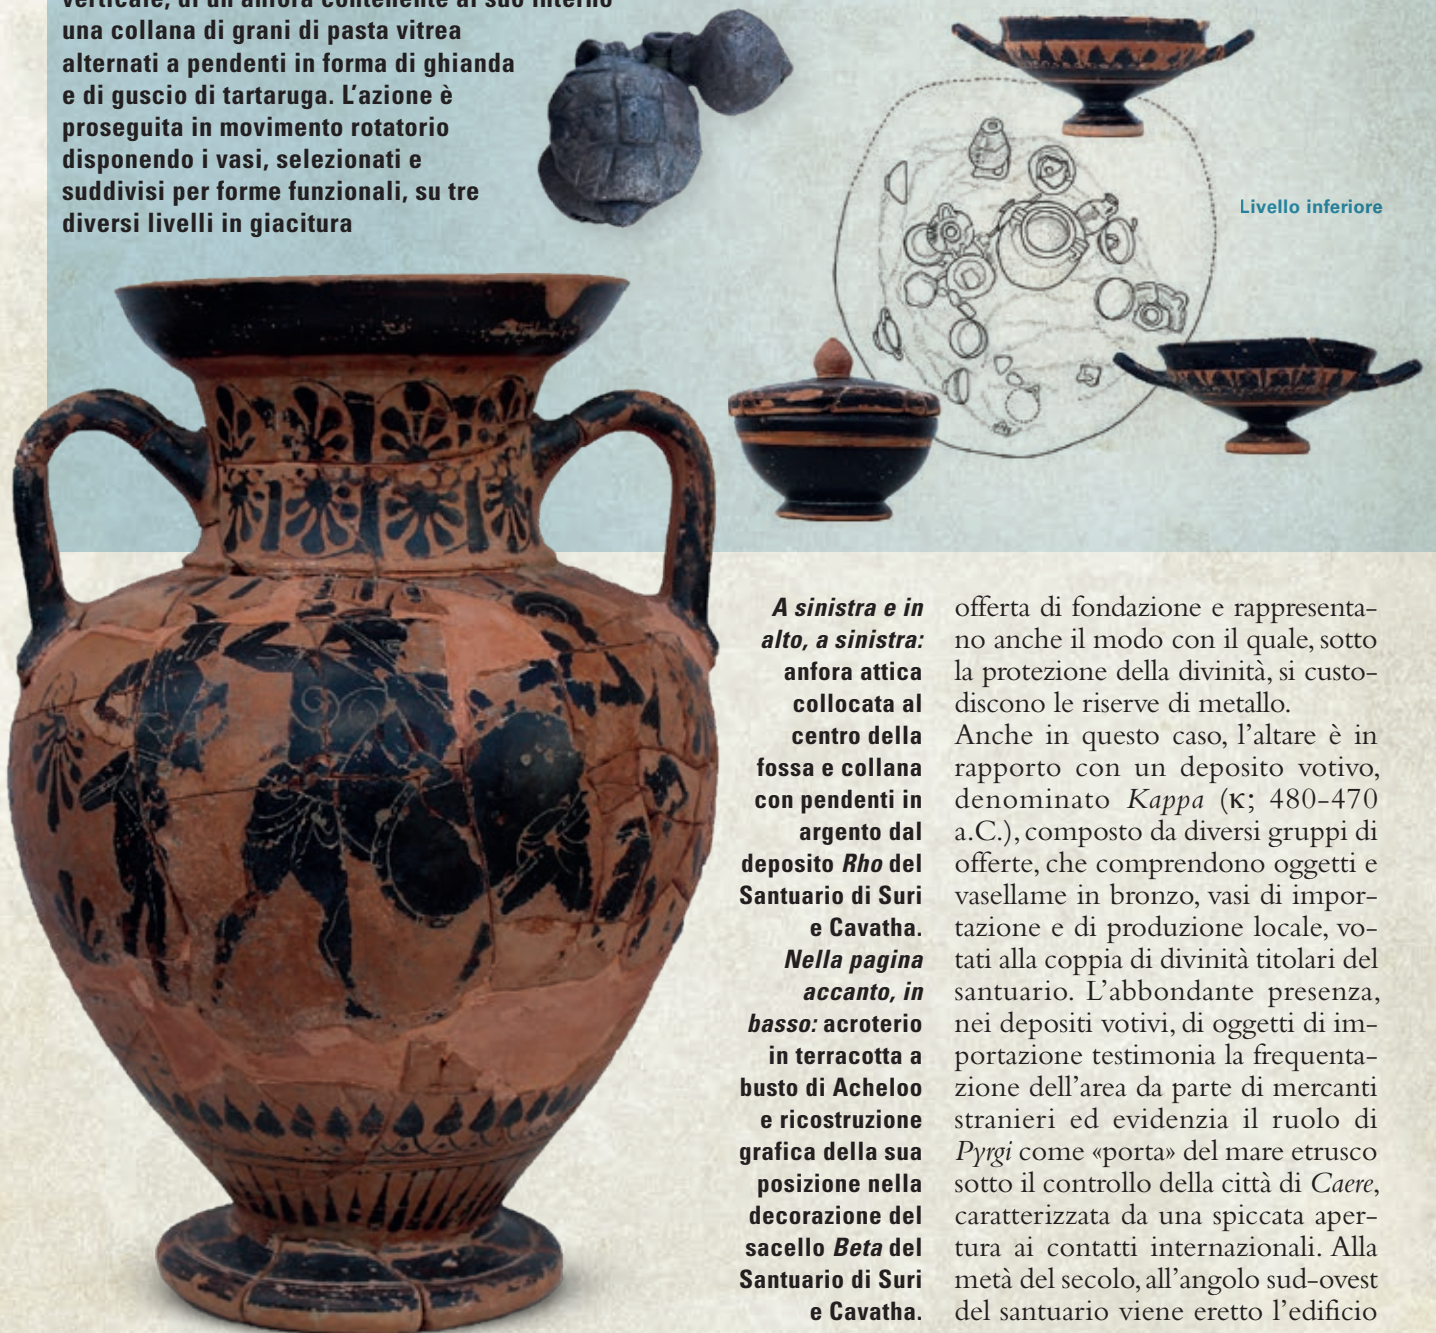 verticale, di un'anfora contenente al suo interno
una collana di grani di pasta vitrea
alternati a pendenti in forma di ghianda
e di guscio di tartaruga. L'azione è
proseguita in movimento rotatorio
disponendo i vasi, selezionati e
suddivisi per forme funzionali, su tre
diversi livelli in giacitura
Livello inferiore
A sinistra e in
alto, a sinistra:
anfora attica
collocata al
centro della
fossa e collana
con pendenti in
argento dal
deposito Rho del
Santuario di Suri
e Cavatha.
Nella pagina
accanto, in
basso: acroterio
in terracotta a
busto di Acheloo
e ricostruzione
grafica della sua
posizione nella
decorazione del
sacello Beta del
Santuario di Suri
e Cavatha.
offerta di fondazione e rappresenta-
no anche il modo con il quale, sotto
la protezione della divinità, si custo-
discono le riserve di metallo.
Anche in questo caso, l'altare è in
rapporto con un deposito votivo,
denominato Kappa (κ; 480-470
a.C.), composto da diversi gruppi di
offerte, che comprendono oggetti e
vasellame in bronzo, vasi di impor-
tazione e di produzione locale, vo-
tati alla coppia di divinità titolari del
santuario. L'abbondante presenza,
nei depositi votivi, di oggetti di im-
portazione testimonia la frequenta-
zione dell'area da parte di mercanti
stranieri ed evidenzia il ruolo di
Pyrgi come «porta» del mare etrusco
sotto il controllo della città di Caere,
caratterizzata da una spiccata aper-
tura ai contatti internazionali. Alla
metà del secolo, all'angolo sud-ovest
del santuario viene eretto l'edificio